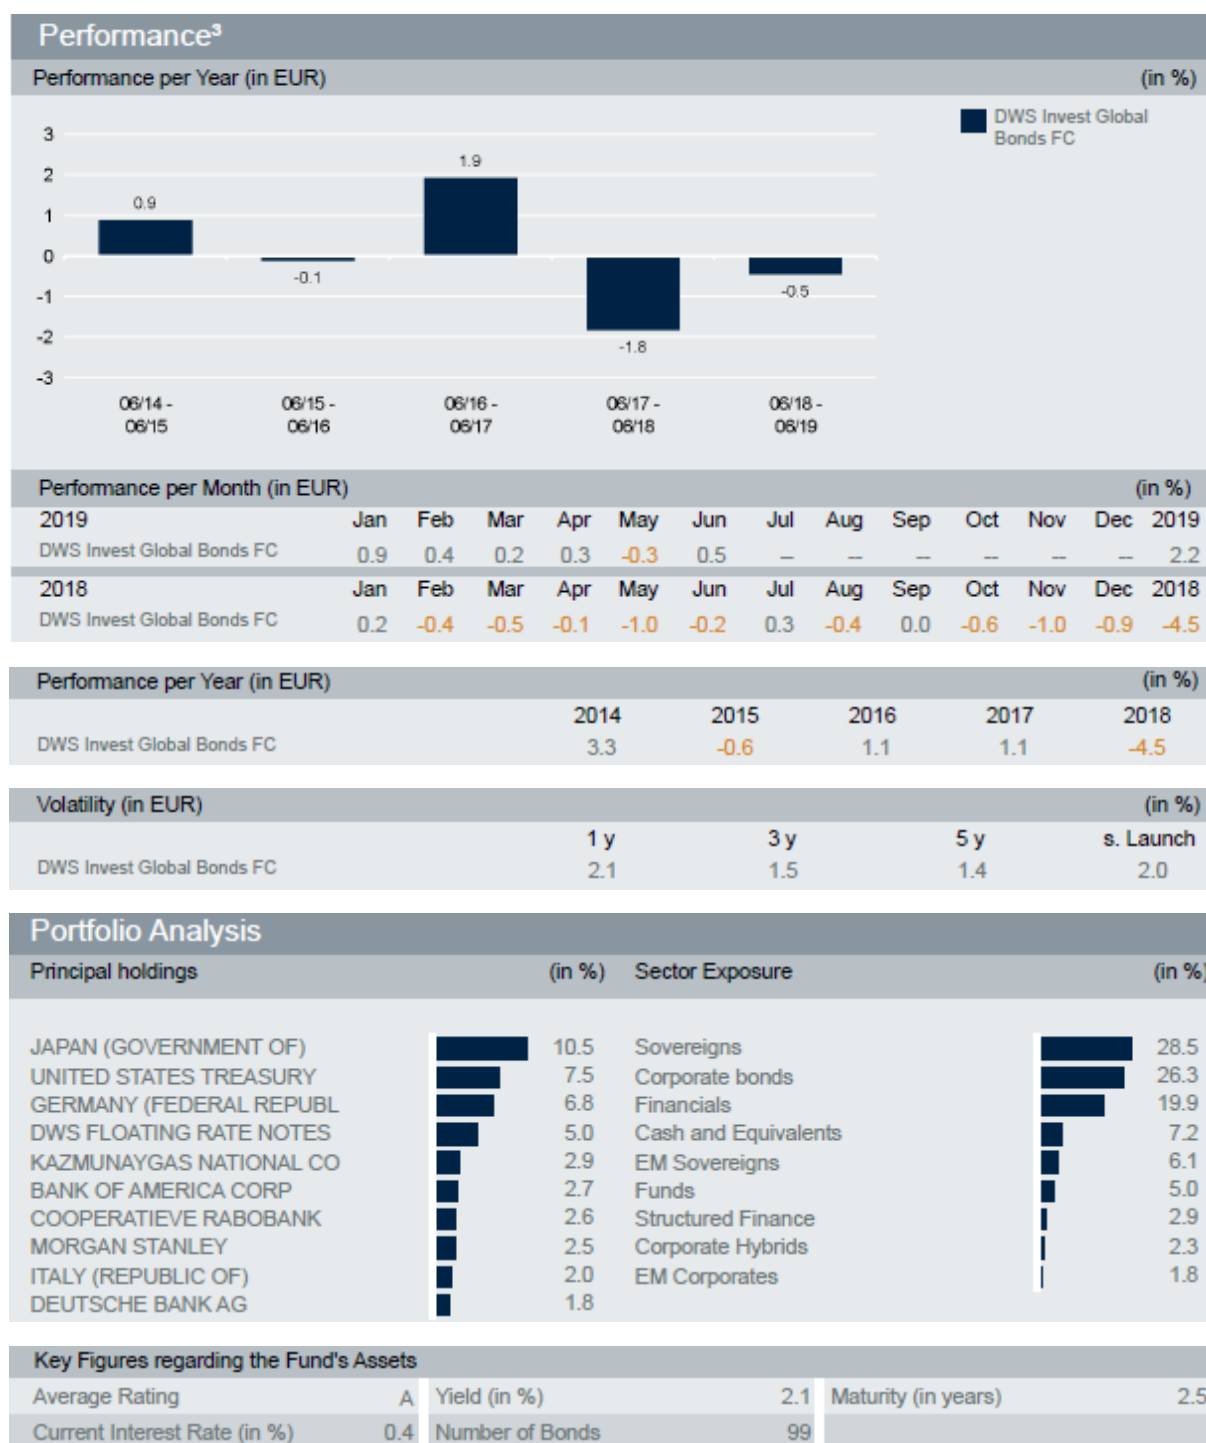 Performance³
Performance per Year (in EUR) (in %)
DWS Invest Global
Bonds FC
3
2
1
0
-1
-2
-3
0.9
-0.1
1.9
-1.8
-0.5
06/14 - 06/15 - 06/16 - 06/17 - 06/18 -
06/15 06/16 06/17 06/18 06/19
Performance per Month (in EUR) (in %)
2019 Jan Feb Mar Apr May Jun Jul Aug Sep Oct Nov Dec 2019
DWS Invest Global Bonds FC 0.9 0.4 0.2 0.3 -0.3 0.5 -- -- -- -- -- -- 2.2
2018 Jan Feb Mar Apr May Jun Jul Aug Sep Oct Nov Dec 2018
DWS Invest Global Bonds FC 0.2 -0.4 -0.5 -0.1 -1.0 -0.2 0.3 -0.4 0.0 -0.6 -1.0 -0.9 -4.5
Performance per Year (in EUR) (in %)
2014 2015 2016 2017 2018
DWS Invest Global Bonds FC 3.3 -0.6 1.1 1.1 -4.5
Volatility (in EUR) (in %)
1 y 3 y 5 y s. Launch
DWS Invest Global Bonds FC 2.1 1.5 1.4 2.0
Portfolio Analysis
Principal holdings (in %) Sector Exposure (in %)
JAPAN (GOVERNMENT OF) 10.5 Sovereigns 28.5
UNITED STATES TREASURY 7.5 Corporate bonds 26.3
GERMANY (FEDERAL REPUBL 6.8 Financials 19.9
DWS FLOATING RATE NOTES 5.0 Cash and Equivalents 7.2
KAZMUNAYGAS NATIONAL CO 2.9 EM Sovereigns 6.1
BANK OF AMERICA CORP 2.7 Funds 5.0
COOPERATIEVE RABOBANK 2.6 Structured Finance 2.9
MORGAN STANLEY 2.5 Corporate Hybrids 2.3
ITALY (REPUBLIC OF) 2.0 EM Corporates 1.8
DEUTSCHE BANK AG 1.8
Key Figures regarding the Fund's Assets
Average Rating A Yield (in %) 2.1 Maturity (in years) 2.5
Current Interest Rate (in %) 0.4 Number of Bonds 99